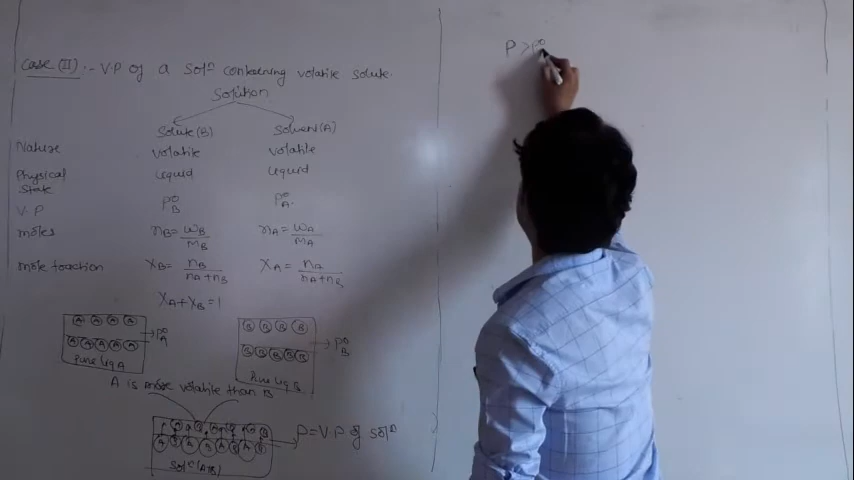 Case (II) :- V.P of a Solⁿ containing volatile solute.
Solution
Solute(B) Solvent(A)
Nature volatile volatile
Physical State Liquid Liquid
V.P P°B P°A.
moles nB = wB/MB nA = wA/MA
mole fraction XB = nB/nA+nB XA = nA/nA+nB
XA+XB=1
A A A A B B B B
A A A A A → P°A B B B B B → P°B
Pure liq A Pure liq B
A is more volatile than B
P = V.P of solⁿ
Solⁿ(A+B)
P > P°